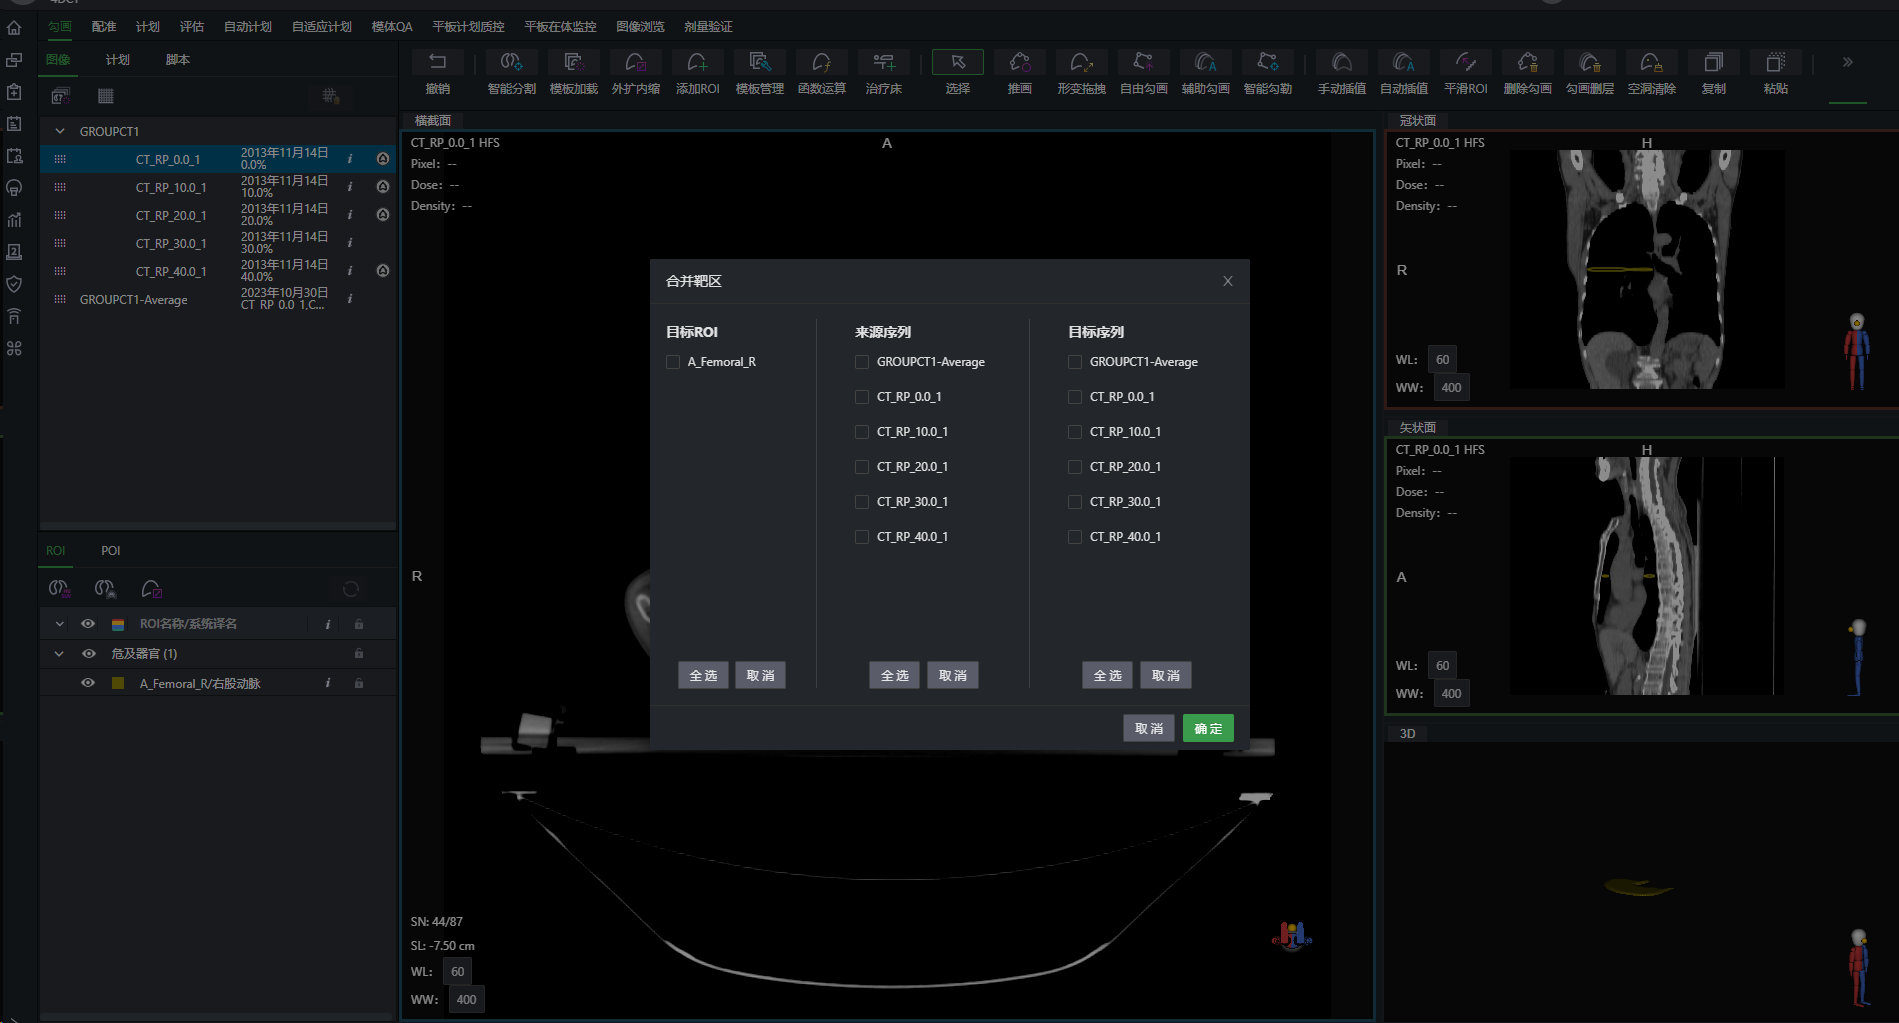 4DCT
勾画 配准 计划 评估 自动计划 自适应计划 模体QA 平板计划质控 平板在体监控 图像浏览 剂量验证
图像 计划 脚本
撤销 智能分割 模板加载 外扩内缩 添加ROI 模板管理 函数运算 治疗床 选择 推画 形变拖拽 自由勾画 辅助勾画 智能勾勒 手动插值 自动插值 平滑ROI 删除勾画 勾画删层 空洞清除 复制 粘贴
GROUPCT1
CT_RP_0.0_1 2013年11月14日 0.0%
CT_RP_10.0_1 2013年11月14日 10.0%
CT_RP_20.0_1 2013年11月14日 20.0%
CT_RP_30.0_1 2013年11月14日 30.0%
CT_RP_40.0_1 2013年11月14日 40.0%
GROUPCT1-Average 2023年10月30日 CT_RP_0.0_1,C...
ROI POI
ROI名称/系统译名
危及器官 (1)
A_Femoral_R/右股动脉
横截面
CT_RP_0.0_1 HFS
A
Pixel: --
Dose: --
Density: --
R
SN: 44/87
SL: -7.50 cm
WL: 60
WW: 400
合并靶区
目标ROI
A_Femoral_R
全选 取消
来源序列
GROUPCT1-Average
CT_RP_0.0_1
CT_RP_10.0_1
CT_RP_20.0_1
CT_RP_30.0_1
CT_RP_40.0_1
全选 取消
目标序列
GROUPCT1-Average
CT_RP_0.0_1
CT_RP_10.0_1
CT_RP_20.0_1
CT_RP_30.0_1
CT_RP_40.0_1
全选 取消
取消 确定
冠状面
CT_RP_0.0_1 HFS
H
Pixel: --
Dose: --
Density: --
R
WL: 60
WW: 400
矢状面
CT_RP_0.0_1 HFS
H
Pixel: --
Dose: --
Density: --
A
WL: 60
WW: 400
3D